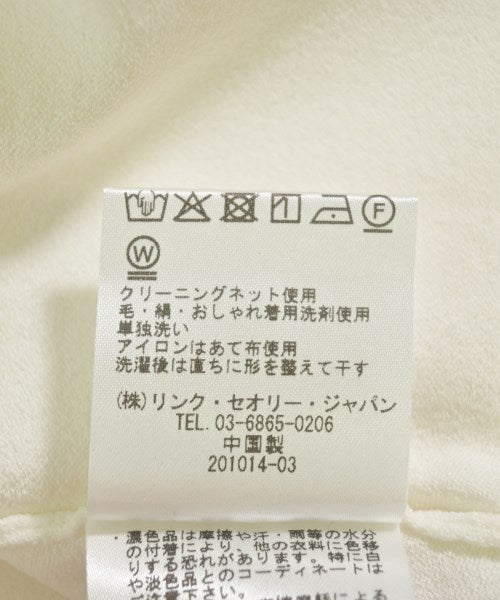 F
W
クリーニングネット使用
毛・絹・おしゃれ着用洗剤使用
単独洗い
アイロンはあて布使用
洗濯後は直ちに形を整えて干す
(株)リンク・セオリー・ジャパン
TEL. 03-6865-0206
中国製
201014-03
・濃色品は摩擦や汗、雨等の水分
の付着により、他の衣料に色移
りする恐れがあります。特に白
や淡色品とのコーディネートは